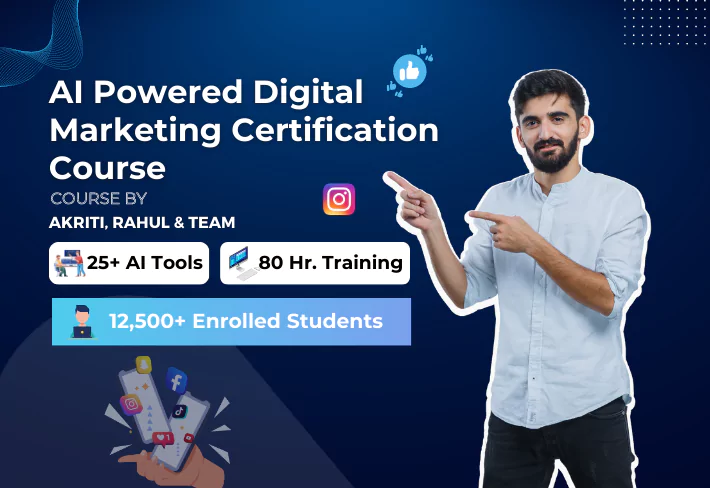 AI Powered Digital
Marketing Certification
Course
COURSE BY
AKRITI, RAHUL & TEAM
25+ AI Tools
80 Hr. Training
12,500+ Enrolled Students